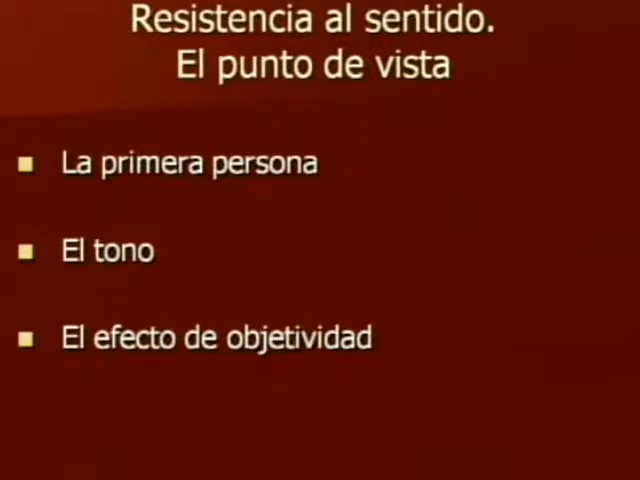 Resistencia al sentido.
El punto de vista
La primera persona
El tono
El efecto de objetividad